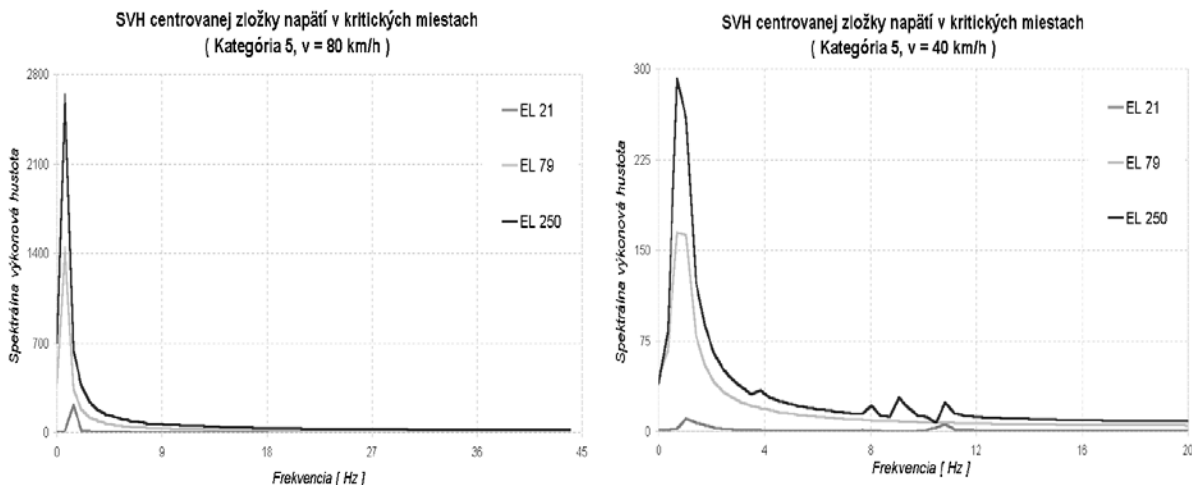 SVH centrovanej zložky napätí v kritických miestach
( Kategória 5, v = 80 km/h )
Spektrálna výkonová hustota
2800
2100
1400
700
0
EL 21
EL 79
EL 250
0 9 18 27 36 45
Frekvencia [ Hz ]
SVH centrovanej zložky napätí v kritických miestach
( Kategória 5, v = 40 km/h )
Spektrálna výkonová hustota
300
225
150
75
0
EL 21
EL 79
EL 250
0 4 8 12 16 20
Frekvencia [ Hz ]